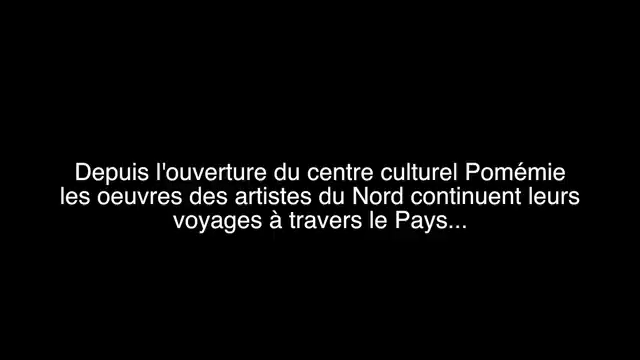 Depuis l'ouverture du centre culturel Pomémie
les oeuvres des artistes du Nord continuent leurs
voyages à travers le Pays...